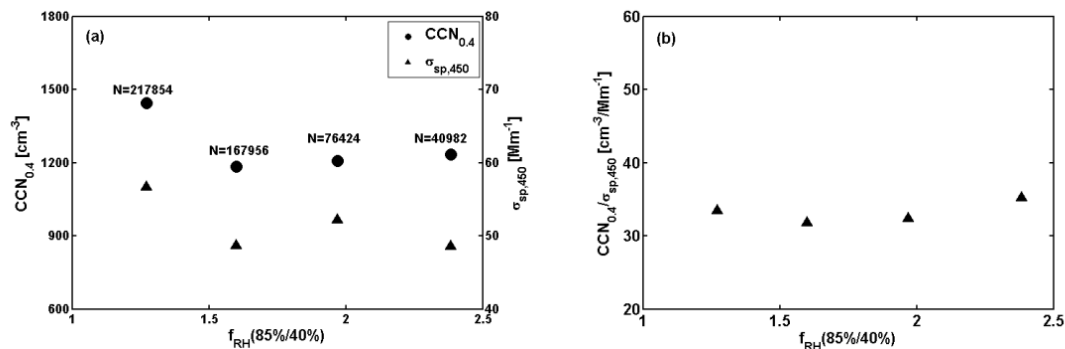 (a)
CCN0.4
σsp,450
N=217854
N=167956
N=76424
N=40982
1800
1500
1200
900
600
CCN0.4 [cm-3]
80
70
60
50
40
σsp,450 [Mm-1]
1
1.5
2
2.5
fRH(85%/40%)
(b)
60
50
40
30
20
CCN0.4/σsp,450 [cm-3/Mm-1]
1
1.5
2
2.5
fRH(85%/40%)